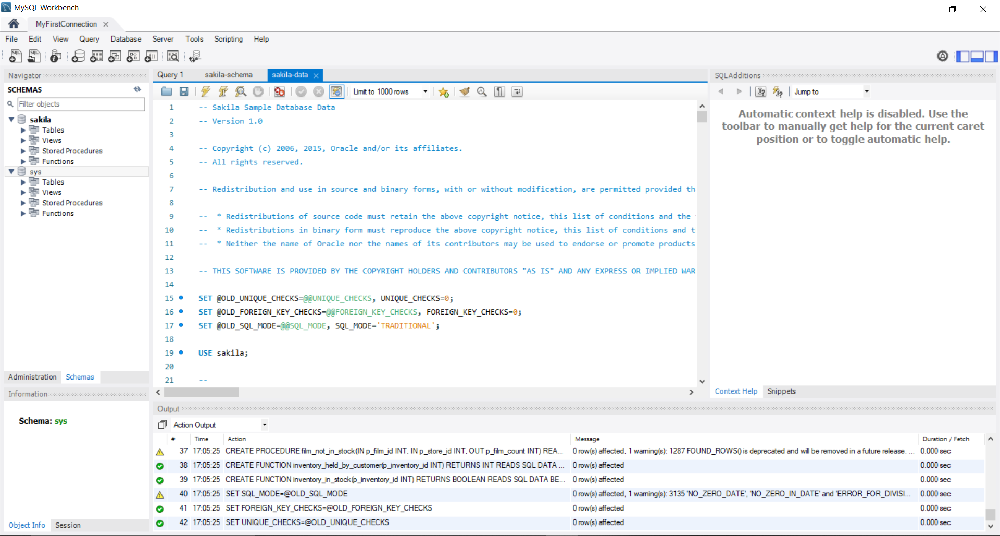 MySQL Workbench
MyFirstConnection
File Edit View Query Database Server Tools Scripting Help
Navigator
SCHEMAS
Filter objects
sakila
Tables
Views
Stored Procedures
Functions
sys
Tables
Views
Stored Procedures
Functions
Administration Schemas
Information
Schema: sys
Object Info Session
Query 1 sakila-schema sakila-data
Limit to 1000 rows
1 -- Sakila Sample Database Data
2 -- Version 1.0
3
4 -- Copyright (c) 2006, 2015, Oracle and/or its affiliates.
5 -- All rights reserved.
6
7 -- Redistribution and use in source and binary forms, with or without modification, are permitted provided th
8
9 --  * Redistributions of source code must retain the above copyright notice, this list of conditions and the
10 --  * Redistributions in binary form must reproduce the above copyright notice, this list of conditions and t
11 --  * Neither the name of Oracle nor the names of its contributors may be used to endorse or promote products
12
13 -- THIS SOFTWARE IS PROVIDED BY THE COPYRIGHT HOLDERS AND CONTRIBUTORS "AS IS" AND ANY EXPRESS OR IMPLIED WAR
14
15 SET @OLD_UNIQUE_CHECKS=@@UNIQUE_CHECKS, UNIQUE_CHECKS=0;
16 SET @OLD_FOREIGN_KEY_CHECKS=@@FOREIGN_KEY_CHECKS, FOREIGN_KEY_CHECKS=0;
17 SET @OLD_SQL_MODE=@@SQL_MODE, SQL_MODE='TRADITIONAL';
18
19 USE sakila;
20
21 --
SQLAdditions
Jump to
Automatic context help is disabled. Use the
toolbar to manually get help for the current caret
position or to toggle automatic help.
Context Help Snippets
Output
Action Output
# Time Action Message Duration / Fetch
37 17:05:25 CREATE PROCEDURE film_not_in_stock(IN p_film_id INT, IN p_store_id INT, OUT p_film_count INT) REA... 0 row(s) affected, 1 warning(s): 1287 FOUND_ROWS() is deprecated and will be removed in a future release. ... 0.000 sec
38 17:05:25 CREATE FUNCTION inventory_held_by_customer(p_inventory_id INT) RETURNS INT READS SQL DATA ... 0 row(s) affected 0.000 sec
39 17:05:25 CREATE FUNCTION inventory_in_stock(p_inventory_id INT) RETURNS BOOLEAN READS SQL DATA BE... 0 row(s) affected 0.000 sec
40 17:05:25 SET SQL_MODE=@OLD_SQL_MODE 0 row(s) affected, 1 warning(s): 3135 'NO_ZERO_DATE', 'NO_ZERO_IN_DATE' and 'ERROR_FOR_DIVISI... 0.000 sec
41 17:05:25 SET FOREIGN_KEY_CHECKS=@OLD_FOREIGN_KEY_CHECKS 0 row(s) affected 0.000 sec
42 17:05:25 SET UNIQUE_CHECKS=@OLD_UNIQUE_CHECKS 0 row(s) affected 0.000 sec